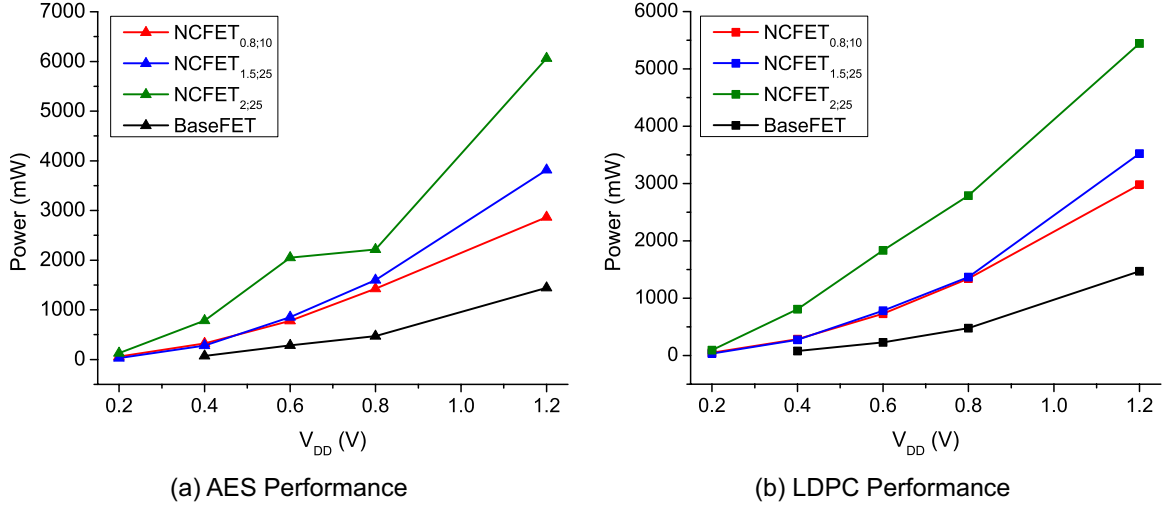 7000
6000
5000
4000
3000
2000
1000
0
Power (mW)
NCFET0.8;10
NCFET1.5;25
NCFET2;25
BaseFET
0.2 0.4 0.6 0.8 1.0 1.2
VDD (V)
(a) AES Performance
6000
5000
4000
3000
2000
1000
0
Power (mW)
NCFET0.8;10
NCFET1.5;25
NCFET2;25
BaseFET
0.2 0.4 0.6 0.8 1.0 1.2
VDD (V)
(b) LDPC Performance